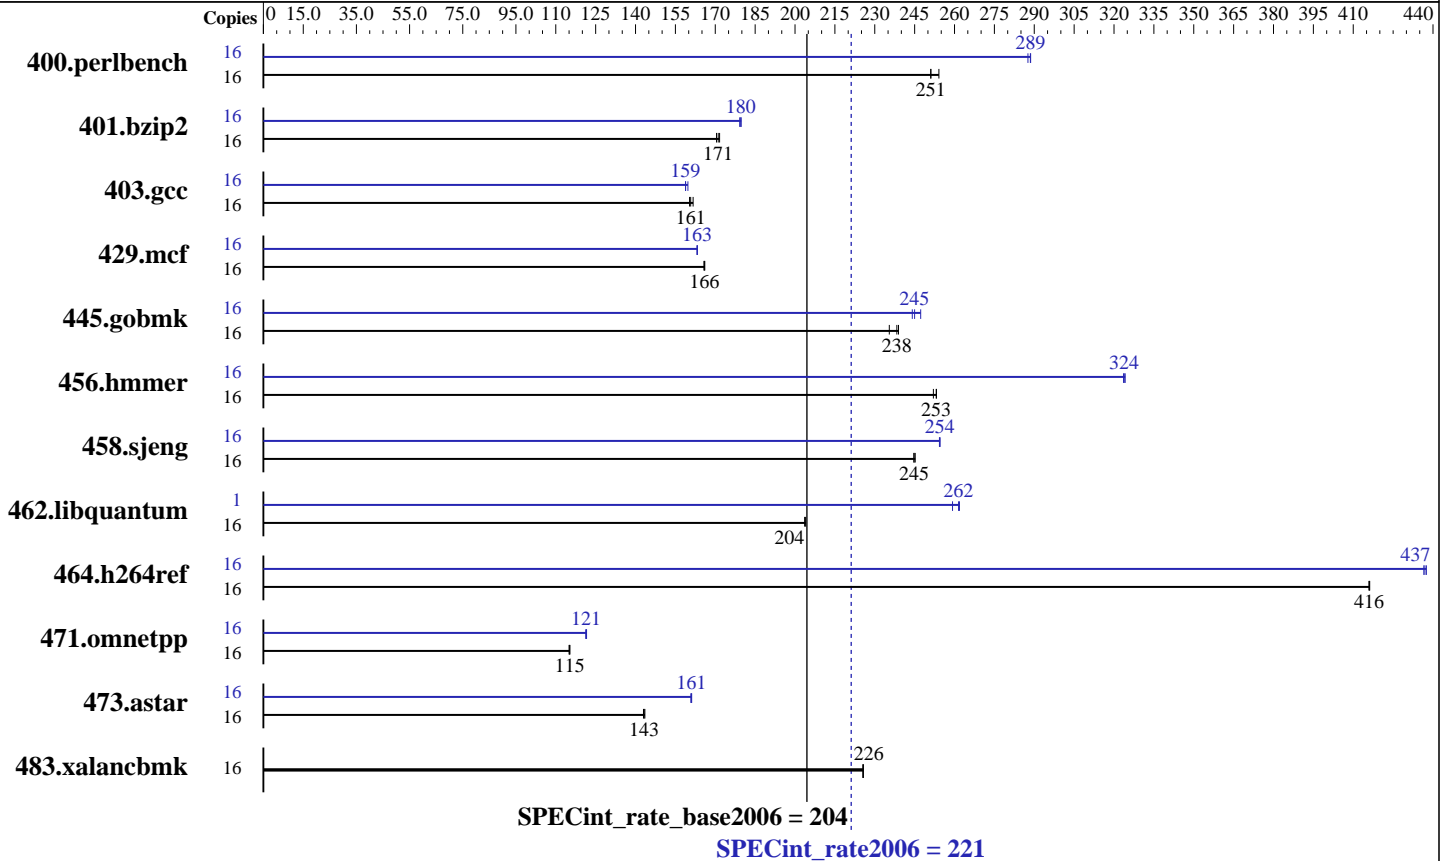 Copies 0 15.0 35.0 55.0 75.0 95.0 110 125 140 155 170 185 200 215 230 245 260 275 290 305 320 335 350 365 380 395 410 440
400.perlbench 16 289
16 251
401.bzip2 16 180
16 171
403.gcc 16 159
16 161
429.mcf 16 163
16 166
445.gobmk 16 245
16 238
456.hmmer 16 324
16 253
458.sjeng 16 254
16 245
462.libquantum 1 262
16 204
464.h264ref 16 437
16 416
471.omnetpp 16 121
16 115
473.astar 16 161
16 143
483.xalancbmk 16 226
SPECint_rate_base2006 = 204
SPECint_rate2006 = 221